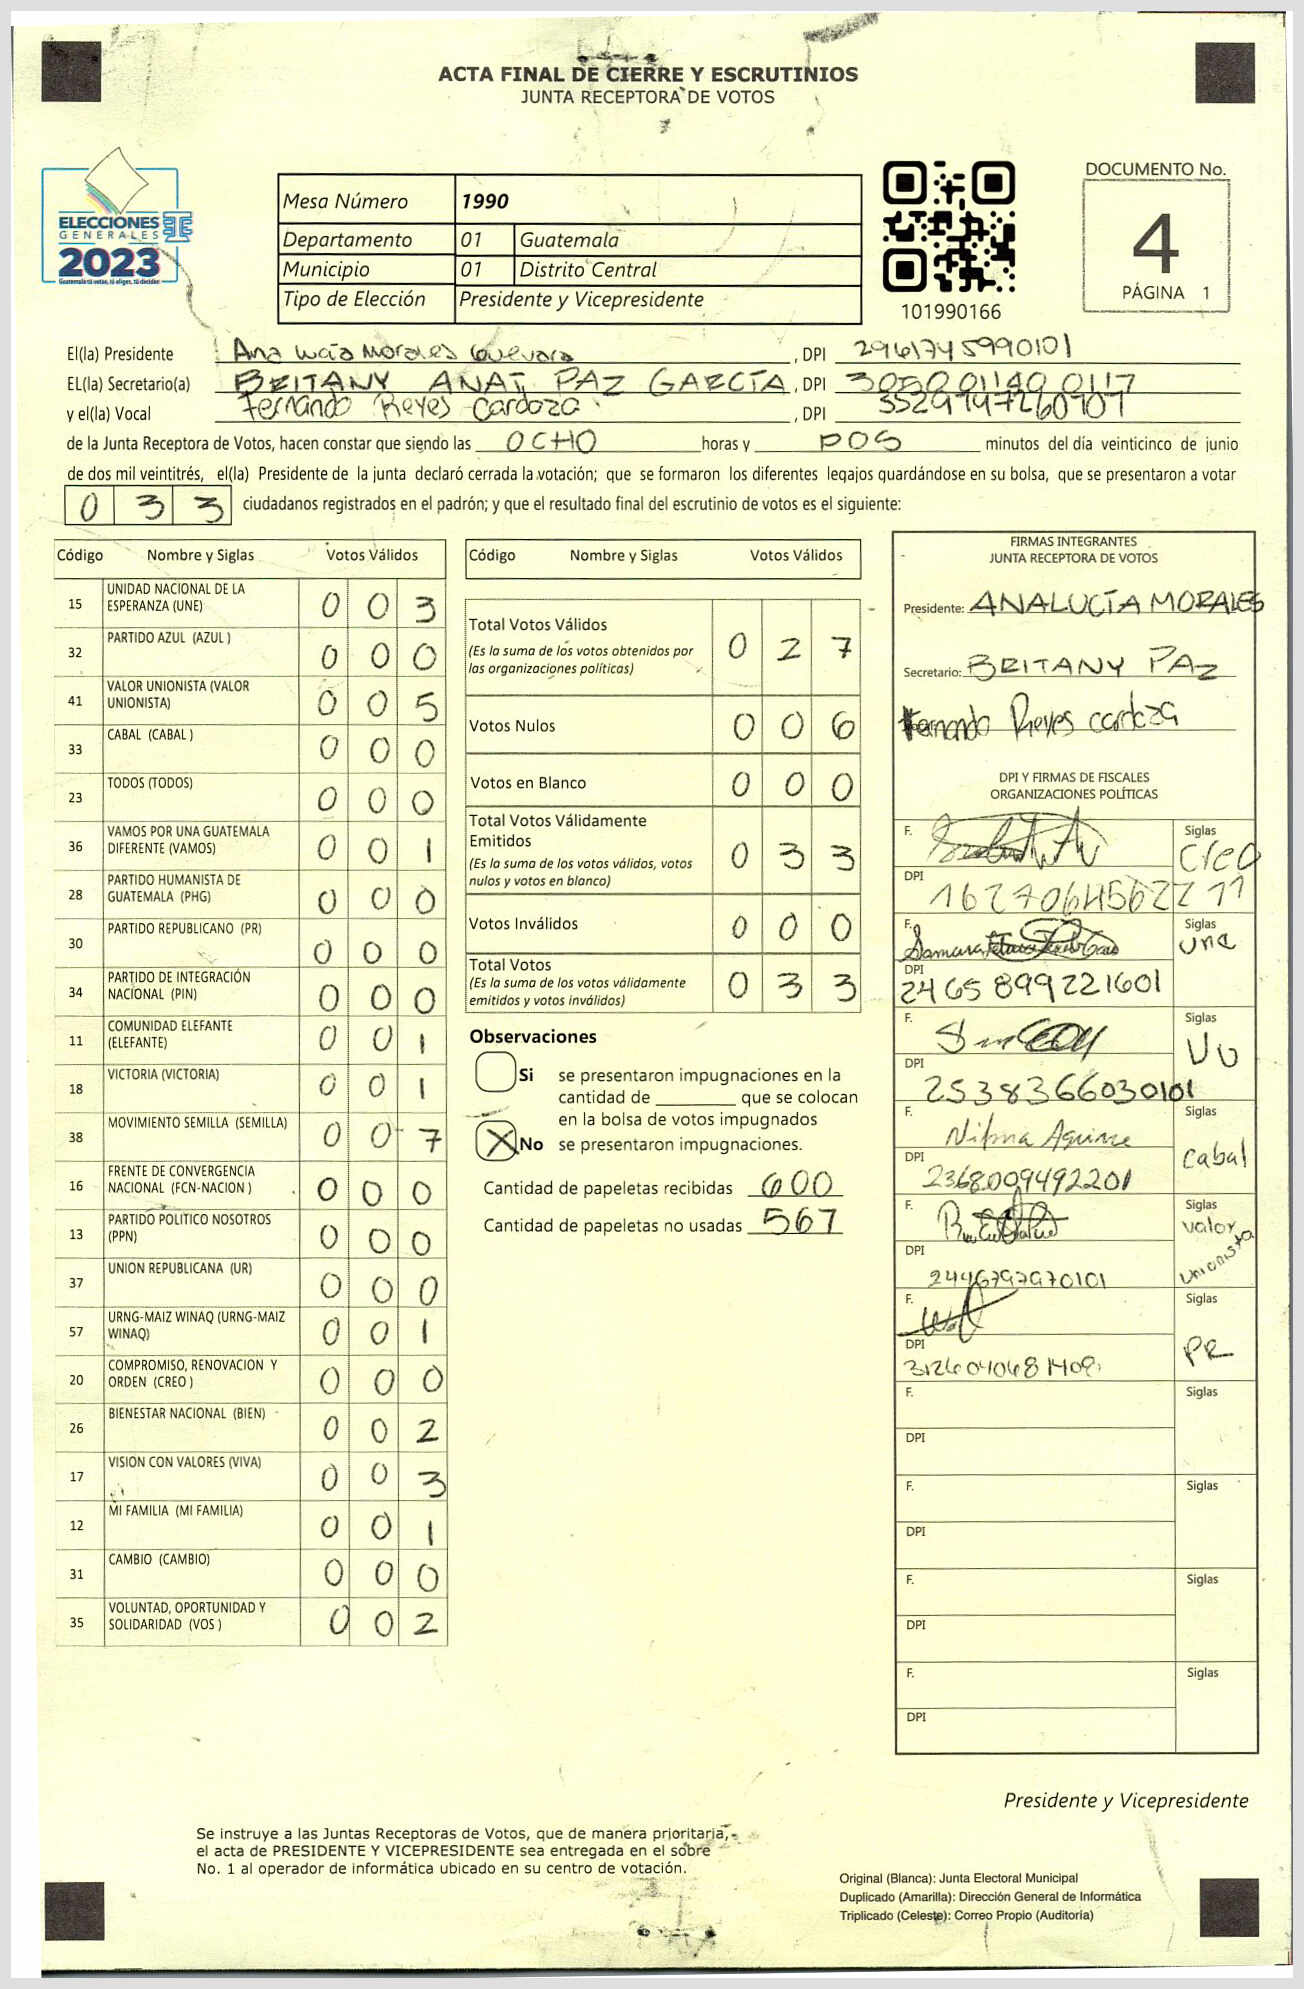 ACTA FINAL DE CIERRE Y ESCRUTINIOS
JUNTA RECEPTORA DE VOTOS
ELECCIONES
GENERALES
2023
Guatemala tú votas, tú eliges, tú decides
Mesa Número 1990
Departamento 01 Guatemala
Municipio 01 Distrito Central
Tipo de Elección Presidente y Vicepresidente
101990166
DOCUMENTO No.
4
PÁGINA 1
El(la) Presidente Ana Lucía Morales Guevara, DPI 2961745990101
EL(la) Secretario(a) BRITANY ANAI PAZ GARCÍA, DPI 3050011490117
y el(la) Vocal Fernando Reyes Cardoza, DPI
de la Junta Receptora de Votos, hacen constar que siendo las OCHO horas y DOS minutos del día veinticinco de junio
de dos mil veintitrés, el(la) Presidente de la junta declaró cerrada la votación; que se formaron los diferentes legajos guardándose en su bolsa, que se presentaron a votar
0 3 3 ciudadanos registrados en el padrón; y que el resultado final del escrutinio de votos es el siguiente:
Código Nombre y Siglas Votos Válidos
15 UNIDAD NACIONAL DE LA ESPERANZA (UNE) 0 0 3
32 PARTIDO AZUL (AZUL ) 0 0 0
41 VALOR UNIONISTA (VALOR UNIONISTA) 0 0 5
33 CABAL (CABAL ) 0 0 0
23 TODOS (TODOS) 0 0 0
36 VAMOS POR UNA GUATEMALA DIFERENTE (VAMOS) 0 0 1
28 PARTIDO HUMANISTA DE GUATEMALA (PHG) 0 0 0
30 PARTIDO REPUBLICANO (PR) 0 0 0
34 PARTIDO DE INTEGRACIÓN NACIONAL (PIN) 0 0 0
11 COMUNIDAD ELEFANTE (ELEFANTE) 0 0 1
18 VICTORIA (VICTORIA) 0 0 1
38 MOVIMIENTO SEMILLA (SEMILLA) 0 0 7
16 FRENTE DE CONVERGENCIA NACIONAL (FCN-NACION ) 0 0 0
13 PARTIDO POLITICO NOSOTROS (PPN) 0 0 0
37 UNION REPUBLICANA (UR) 0 0 0
57 URNG-MAIZ WINAQ (URNG-MAIZ WINAQ) 0 0 1
20 COMPROMISO, RENOVACION Y ORDEN (CREO ) 0 0 0
26 BIENESTAR NACIONAL (BIEN) 0 0 2
17 VISION CON VALORES (VIVA) 0 0 3
12 MI FAMILIA (MI FAMILIA) 0 0 1
31 CAMBIO (CAMBIO) 0 0 0
35 VOLUNTAD, OPORTUNIDAD Y SOLIDARIDAD (VOS ) 0 0 2
Código Nombre y Siglas Votos Válidos
Total Votos Válidos 0 2 7
(Es la suma de los votos obtenidos por
las organizaciones políticas)
Votos Nulos 0 0 6
Votos en Blanco 0 0 0
Total Votos Válidamente
Emitidos 0 3 3
(Es la suma de los votos válidos, votos
nulos y votos en blanco)
Votos Inválidos 0 0 0
Total Votos 0 3 3
(Es la suma de los votos válidamente
emitidos y votos inválidos)
Observaciones
Si se presentaron impugnaciones en la
cantidad de ________ que se colocan
en la bolsa de votos impugnados
X No se presentaron impugnaciones.
Cantidad de papeletas recibidas 600
Cantidad de papeletas no usadas 567
FIRMAS INTEGRANTES
JUNTA RECEPTORA DE VOTOS
Presidente: ANALUCÍA MORALES
Secretario: BRITANY PAZ
Fernando Reyes cardoza
DPI Y FIRMAS DE FISCALES
ORGANIZACIONES POLÍTICAS
F. Siglas
Creo
DPI
F. Samara Siglas
une
DPI
2465899221601
F. Siglas
VU
DPI
2538366030101
F. Nilma Aguirre Siglas
Cabal
DPI
2368009492201
F. Siglas
valor
unionista
DPI
2446797970101
F. Siglas
PR
DPI
F. Siglas
DPI
F. Siglas
DPI
F. Siglas
DPI
F. Siglas
DPI
Presidente y Vicepresidente
Se instruye a las Juntas Receptoras de Votos, que de manera prioritaria,
el acta de PRESIDENTE Y VICEPRESIDENTE sea entregada en el sobre
No. 1 al operador de informática ubicado en su centro de votación.
Original (Blanca): Junta Electoral Municipal
Duplicado (Amarilla): Dirección General de Informática
Triplicado (Celeste): Correo Propio (Auditoría)